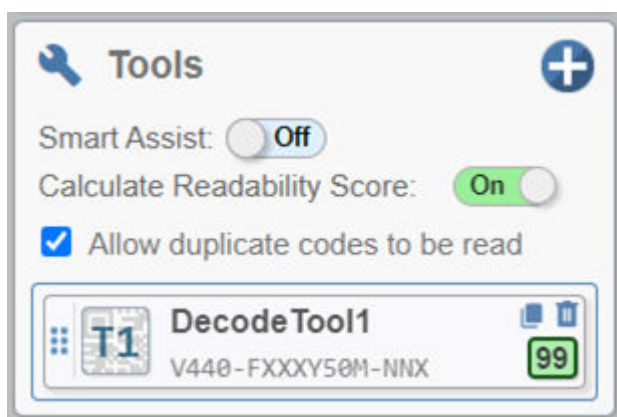 Tools
Smart Assist: Off
Calculate Readability Score: On
Allow duplicate codes to be read
T1 DecodeTool1
V440-FXXXY50M-NNX 99